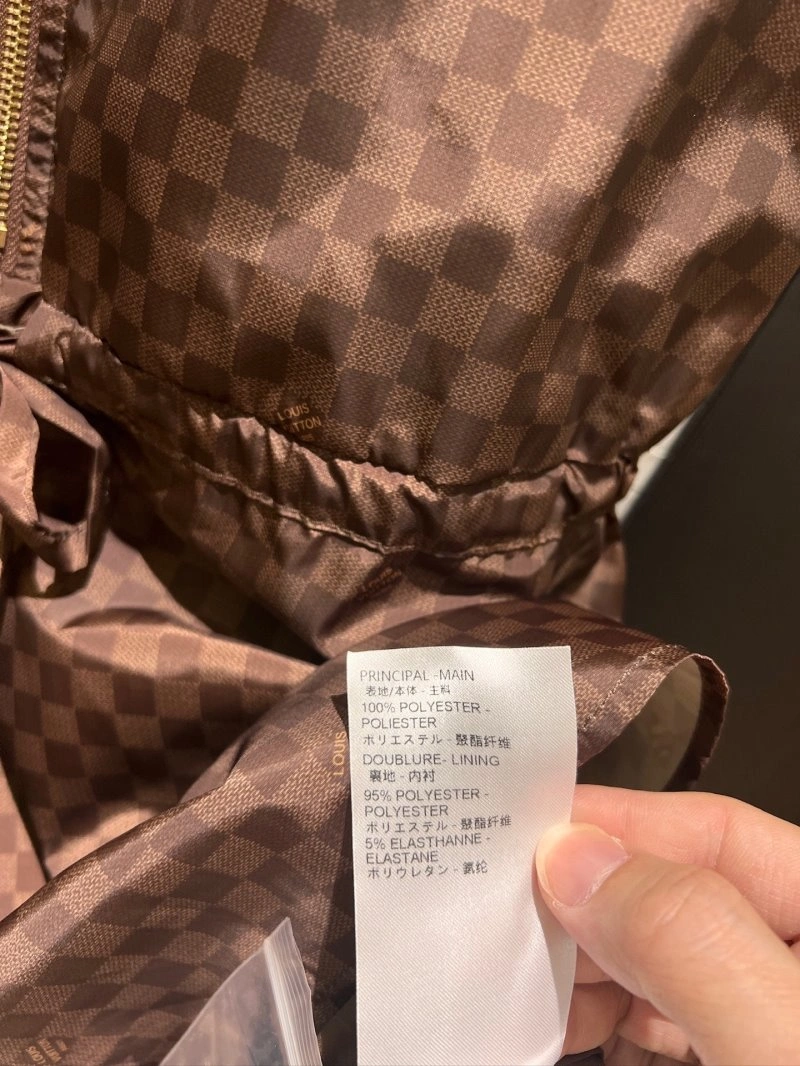 LOUIS
PRINCIPAL -MAIN
表地/本体 - 主料
100% POLYESTER -
POLIESTER
ポリエステル - 聚酯纤维
DOUBLURE- LINING
裏地 - 内衬
95% POLYESTER -
POLYESTER
ポリエステル - 聚酯纤维
5% ELASTHANNE -
ELASTANE
ポリウレタン - 氨纶
LOUIS
LOUIS